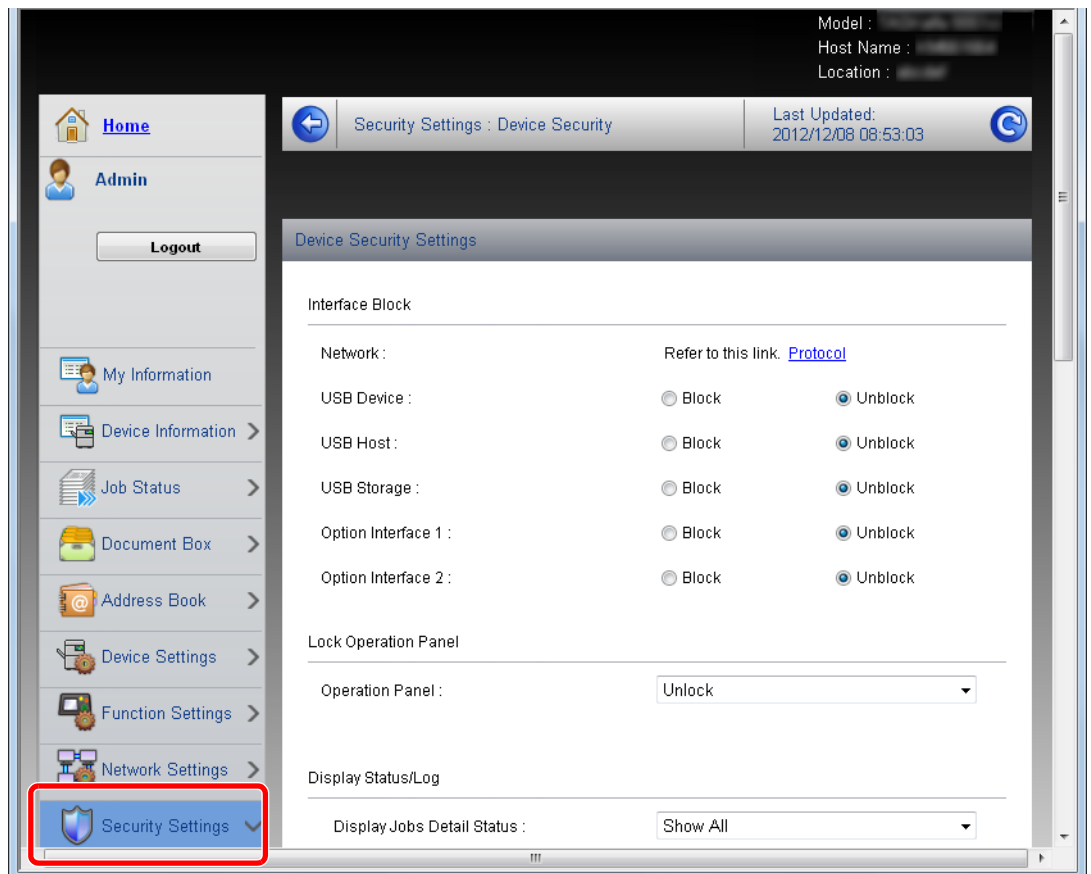 Model :
Host Name :
Location :
Home
Security Settings : Device Security
Last Updated:
2012/12/08 08:53:03
Admin
Logout
Device Security Settings
Interface Block
Network : Refer to this link. Protocol
USB Device : Block Unblock
USB Host : Block Unblock
USB Storage : Block Unblock
Option Interface 1 : Block Unblock
Option Interface 2 : Block Unblock
Lock Operation Panel
Operation Panel : Unlock
Display Status/Log
Display Jobs Detail Status : Show All
My Information
Device Information
Job Status
Document Box
Address Book
Device Settings
Function Settings
Network Settings
Security Settings